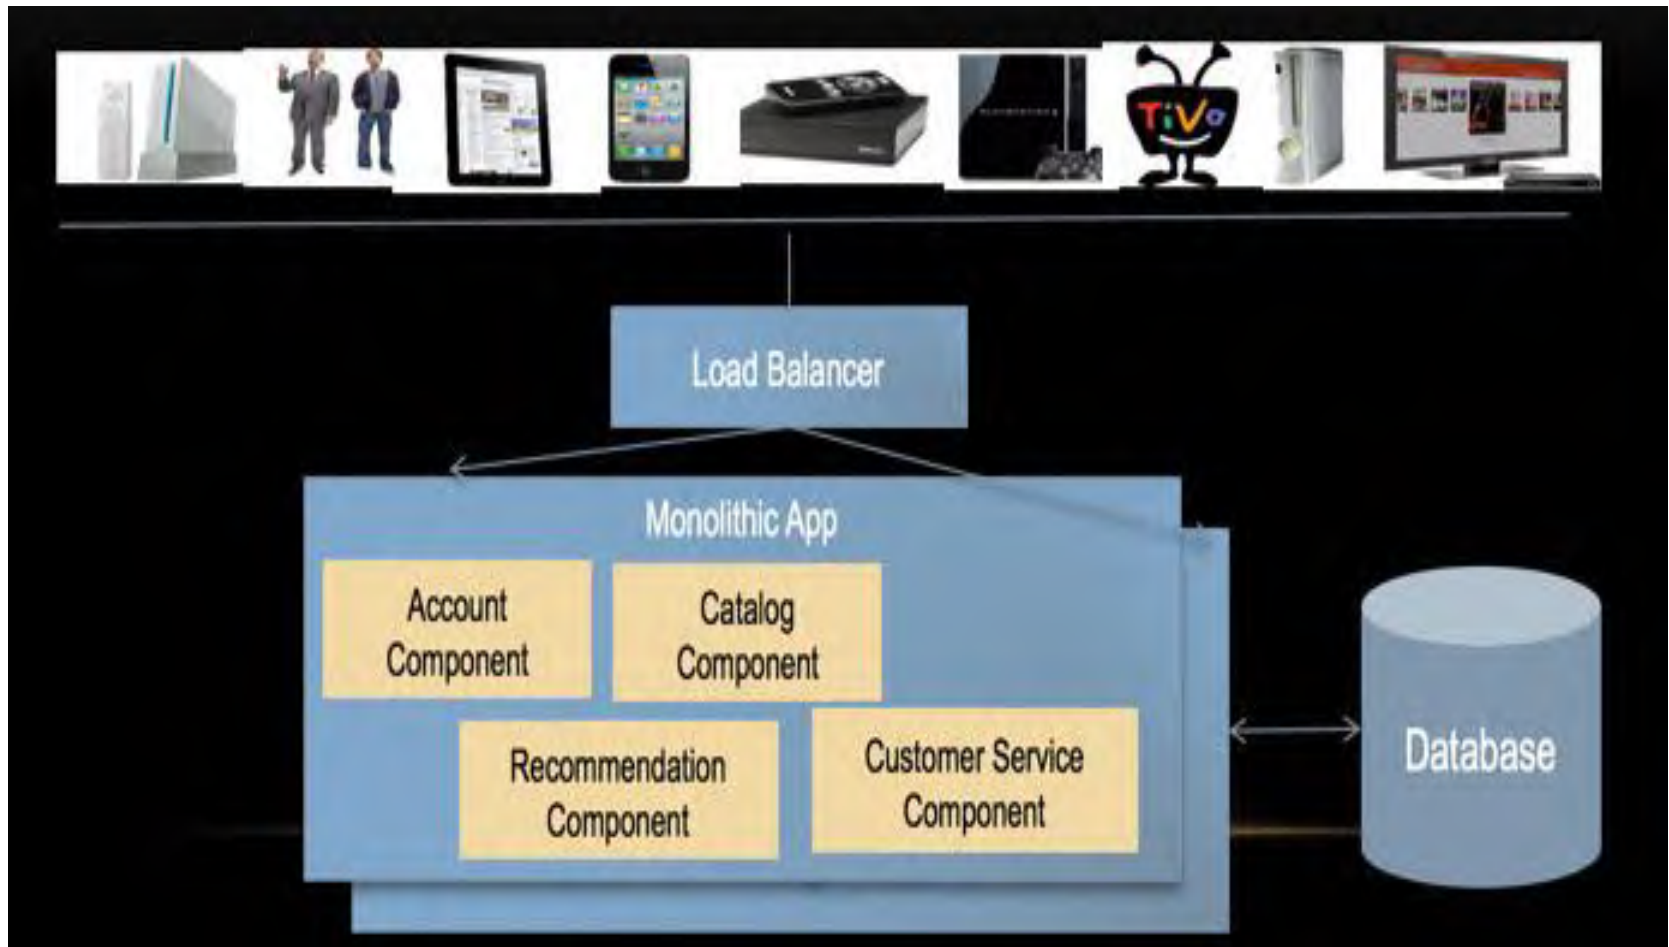 TiVo
Load Balancer
Monolithic App
Account
Component
Catalog
Component
Recommendation
Component
Customer Service
Component
Database